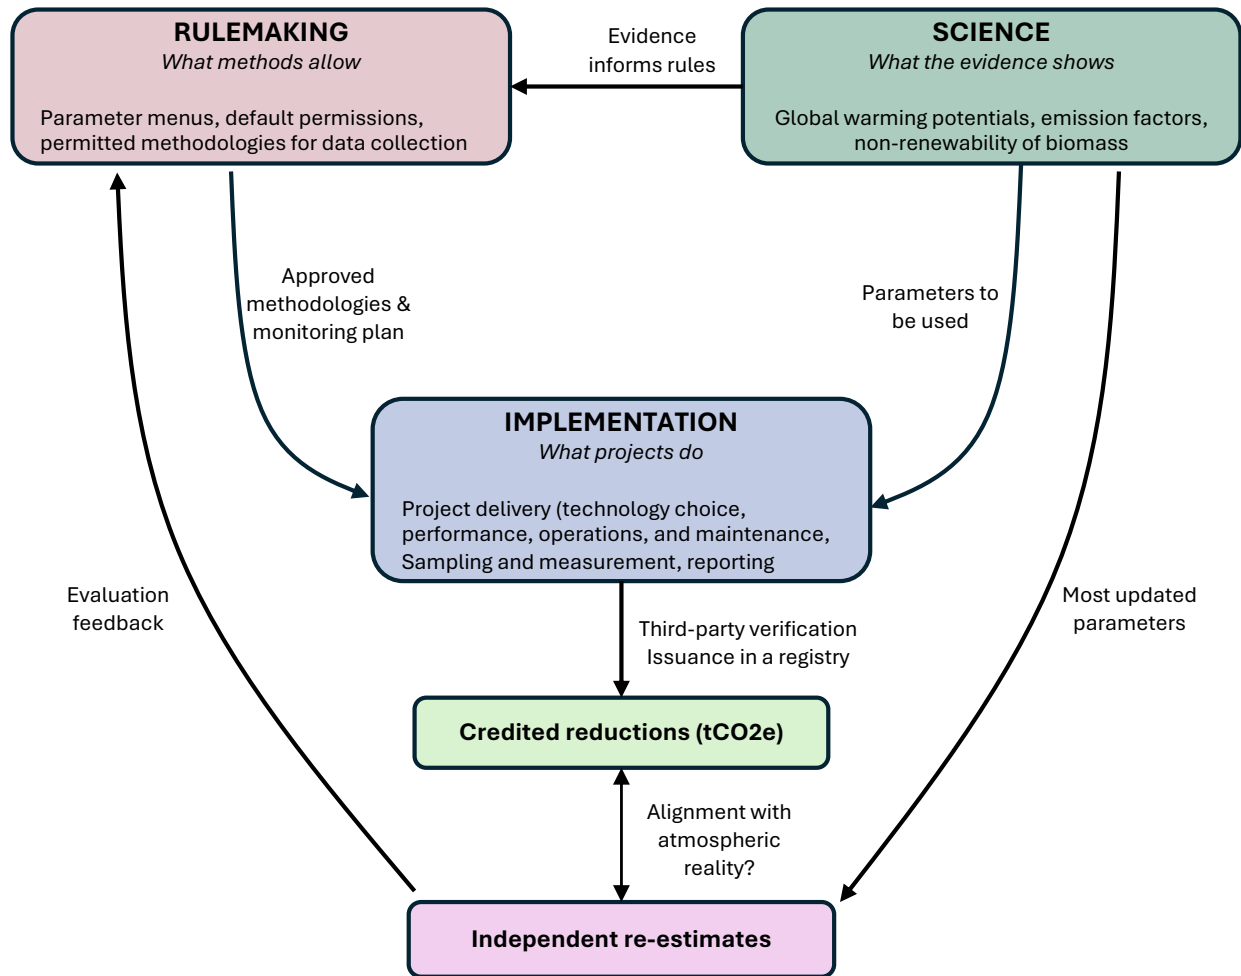 RULEMAKING
What methods allow
Parameter menus, default permissions,
permitted methodologies for data collection
Evidence
informs rules
SCIENCE
What the evidence shows
Global warming potentials, emission factors,
non-renewability of biomass
Approved
methodologies &
monitoring plan
Parameters to
be used
IMPLEMENTATION
What projects do
Project delivery (technology choice,
performance, operations, and maintenance,
Sampling and measurement, reporting
Evaluation
feedback
Most updated
parameters
Third-party verification
Issuance in a registry
Credited reductions (tCO2e)
Alignment with
atmospheric
reality?
Independent re-estimates